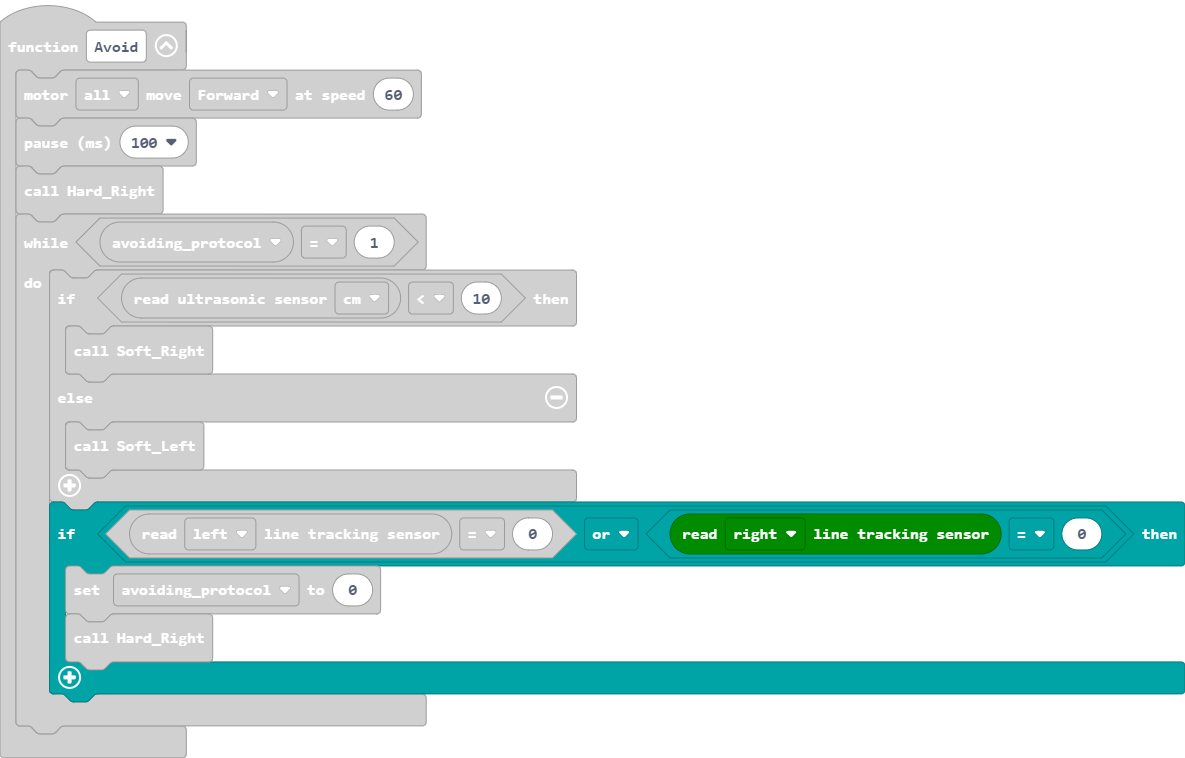 function Avoid
motor all move Forward at speed 60
pause (ms) 100
call Hard_Right
while avoiding_protocol = 1
do
if read ultrasonic sensor cm < 10 then
call Soft_Right
else
call Soft_Left
if read left line tracking sensor = 0 or read right line tracking sensor = 0 then
set avoiding_protocol to 0
call Hard_Right